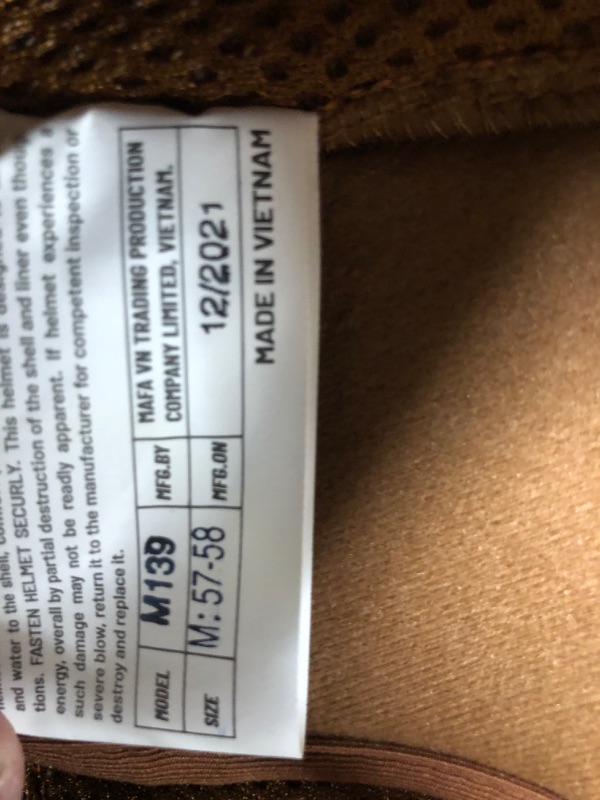 and water to the shell,
tions. FASTEN HELMET SECURLY. This helmet is
energy, overall by partial destruction of the shell and liner even
such damage may not be readily apparent. If helmet experiences a
severe blow, return it to the manufacturer for competent inspection or
destroy and replace it.
MODEL M139 MFG.BY MAFA VN TRADING PRODUCTION
COMPANY LIMITED, VIETNAM.
SIZE M: 57-58 MFG.ON 12/2021
MADE IN VIETNAM